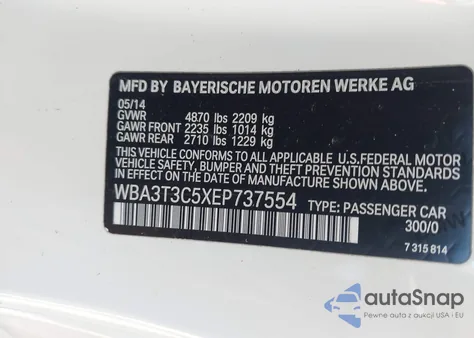 MFD BY BAYERISCHE MOTOREN WERKE AG
05/14
GVWR 4870 lbs 2209 kg
GAWR FRONT 2235 lbs 1014 kg
GAWR REAR 2710 lbs 1229 kg
THIS VEHICLE CONFORMS TO ALL APPLICABLE U.S.FEDERAL MOTOR
VEHICLE SAFETY, BUMPER AND THEFT PREVENTION STANDARDS IN EFFECT
ON THE DATE OF MANUFACTURE SHOWN ABOVE.
WBA3T3C5XEP737554 TYPE: PASSENGER CAR
300/0
7 315 814
autoSnap
Pewne auto z aukcji USA i EU